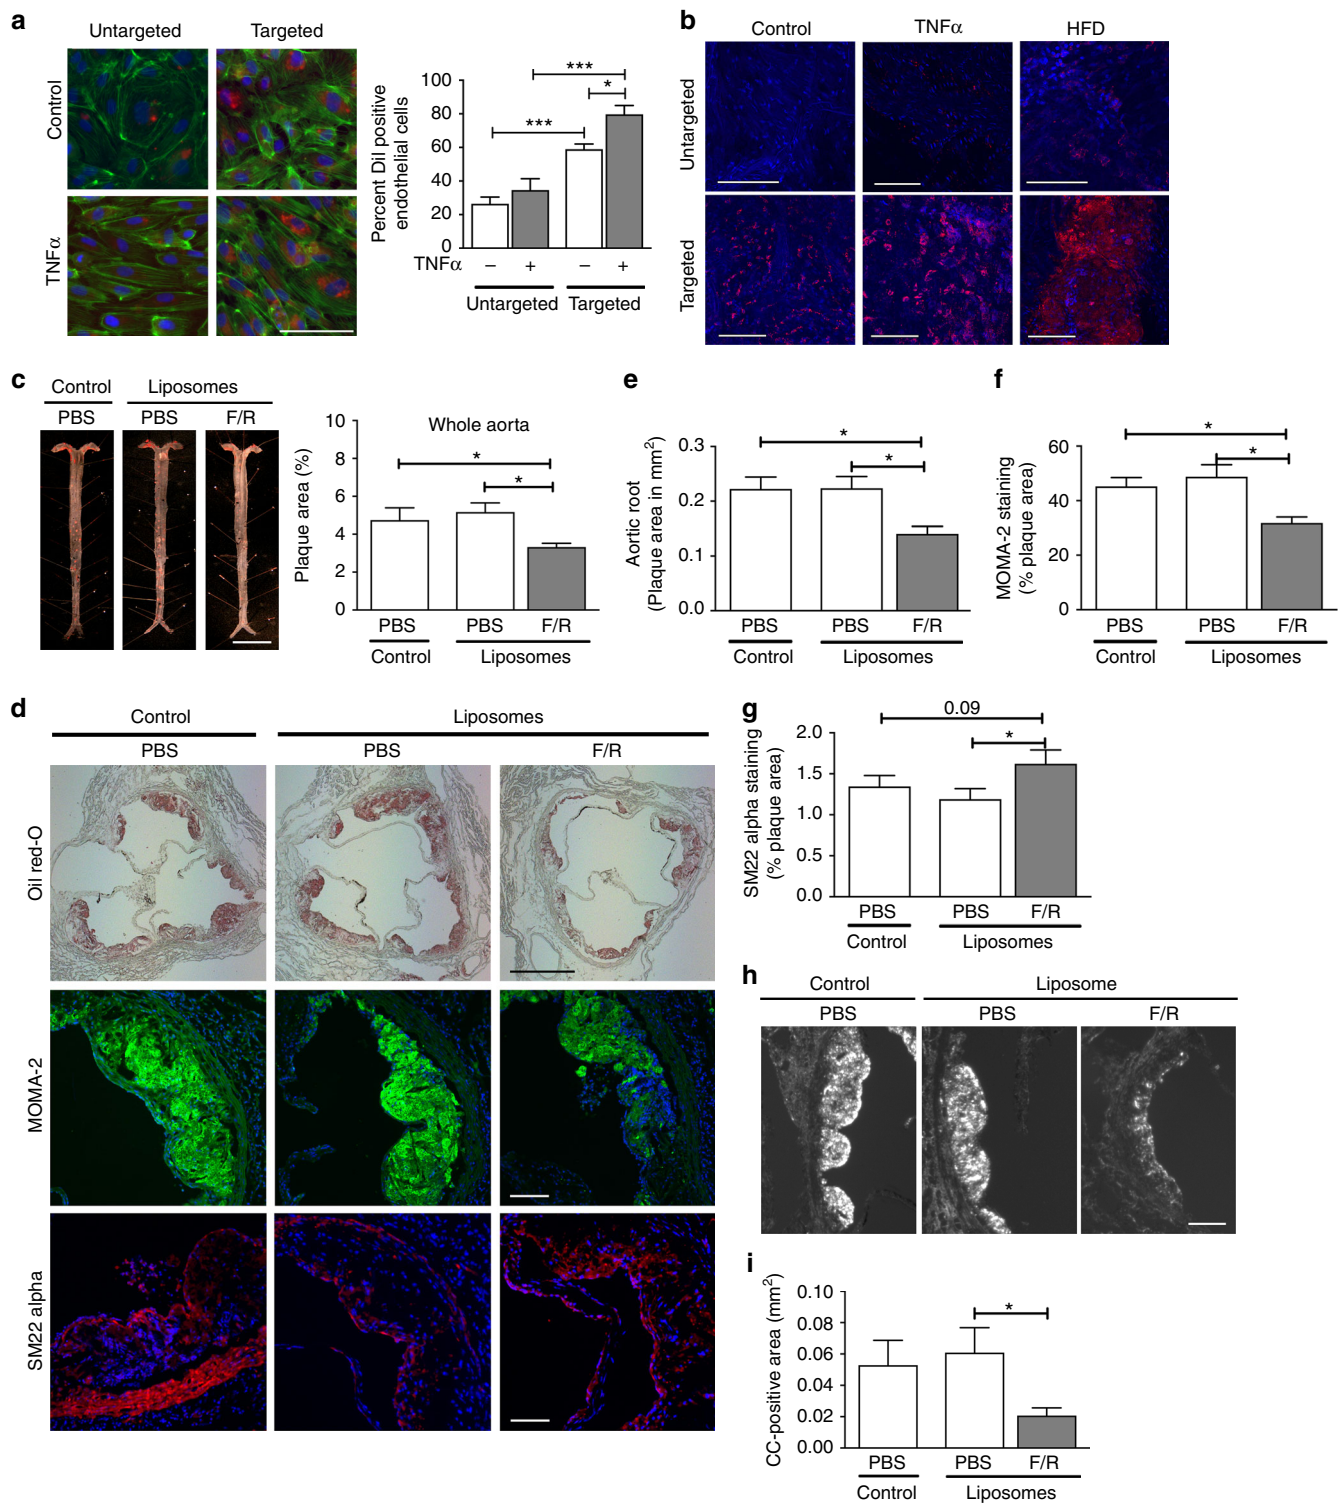 a
Untargeted Targeted
Control
TNFα
Percent Dil positive
endothelial cells
100
80
60
40
20
0
*** 
*
***
TNFα − + − +
Untargeted Targeted
b
Control TNFα HFD
Untargeted
Targeted
c
Control Liposomes
PBS PBS F/R
Whole aorta
Plaque area (%)
10
8
6
4
2
0
*
*
PBS PBS F/R
Control Liposomes
e
Aortic root
(Plaque area in mm²)
0.3
0.2
0.1
0.0
*
*
PBS PBS F/R
Control Liposomes
f
MOMA-2 staining
(% plaque area)
60
40
20
0
*
*
PBS PBS F/R
Control Liposomes
d
Control Liposomes
PBS PBS F/R
Oil red-O
MOMA-2
SM22 alpha
g
SM22 alpha staining
(% plaque area)
2.0
1.5
1.0
0.5
0.0
0.09
*
PBS PBS F/R
Control Liposomes
h
Control Liposome
PBS PBS F/R
i
CC-positive area (mm²)
0.10
0.08
0.06
0.04
0.02
0.00
*
PBS PBS F/R
Control Liposomes